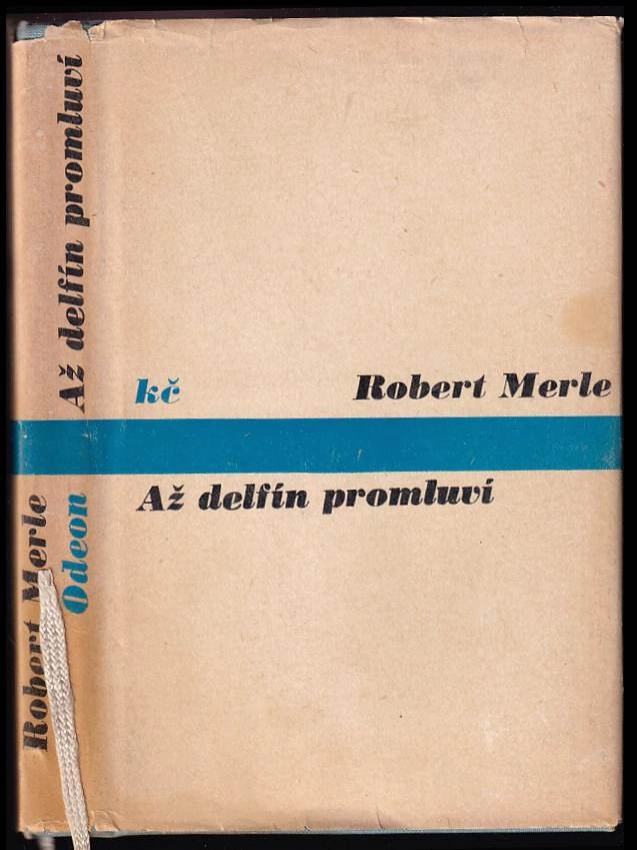 Robert Merle
Až delfín promluví
Odeon
kč
Robert Merle
Až delfín promluví